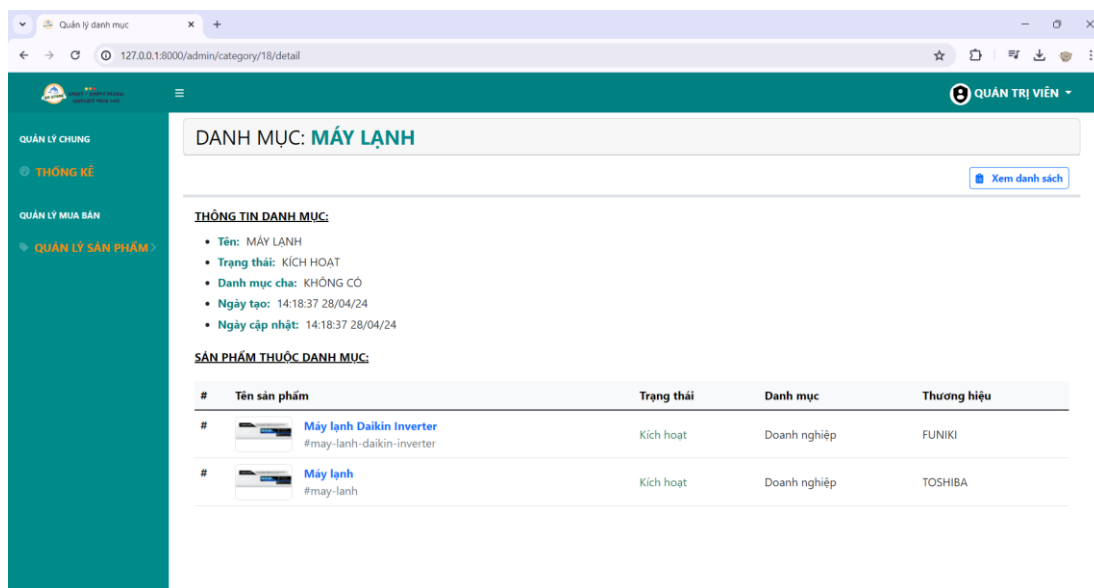 Quản lý danh mục
127.0.0.1:8000/admin/category/18/detail
QUẢN TRỊ VIÊN
QUẢN LÝ CHUNG
THỐNG KÊ
QUẢN LÝ MUA BÁN
QUẢN LÝ SẢN PHẨM
DANH MỤC: MÁY LẠNH
Xem danh sách
THÔNG TIN DANH MỤC:
Tên: MÁY LẠNH
Trạng thái: KÍCH HOẠT
Danh mục cha: KHÔNG CÓ
Ngày tạo: 14:18:37 28/04/24
Ngày cập nhật: 14:18:37 28/04/24
SẢN PHẨM THUỘC DANH MỤC:
# Tên sản phẩm Trạng thái Danh mục Thương hiệu
# Máy lạnh Daikin Inverter Kích hoạt Doanh nghiệp FUNIKI
#may-lanh-daikin-inverter
# Máy lạnh Kích hoạt Doanh nghiệp TOSHIBA
#may-lanh